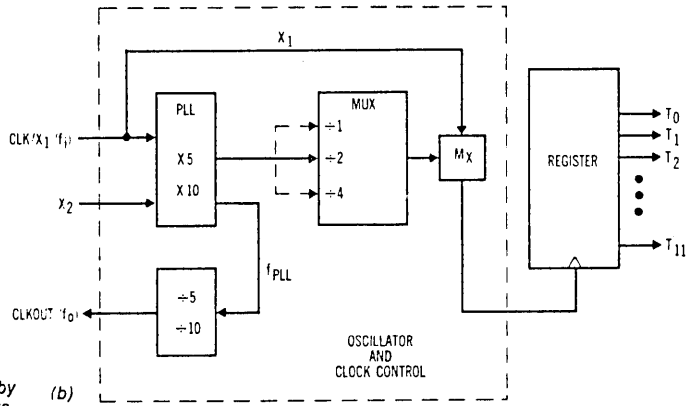 X1
CLK/X1 (fi)
X2
PLL
X5
X10
MUX
÷1
÷2
÷4
MX
REGISTER
T0
T1
T2
T11
fPLL
÷5
÷10
CLKOUT (fo)
OSCILLATOR
AND
CLOCK CONTROL
by
(b)